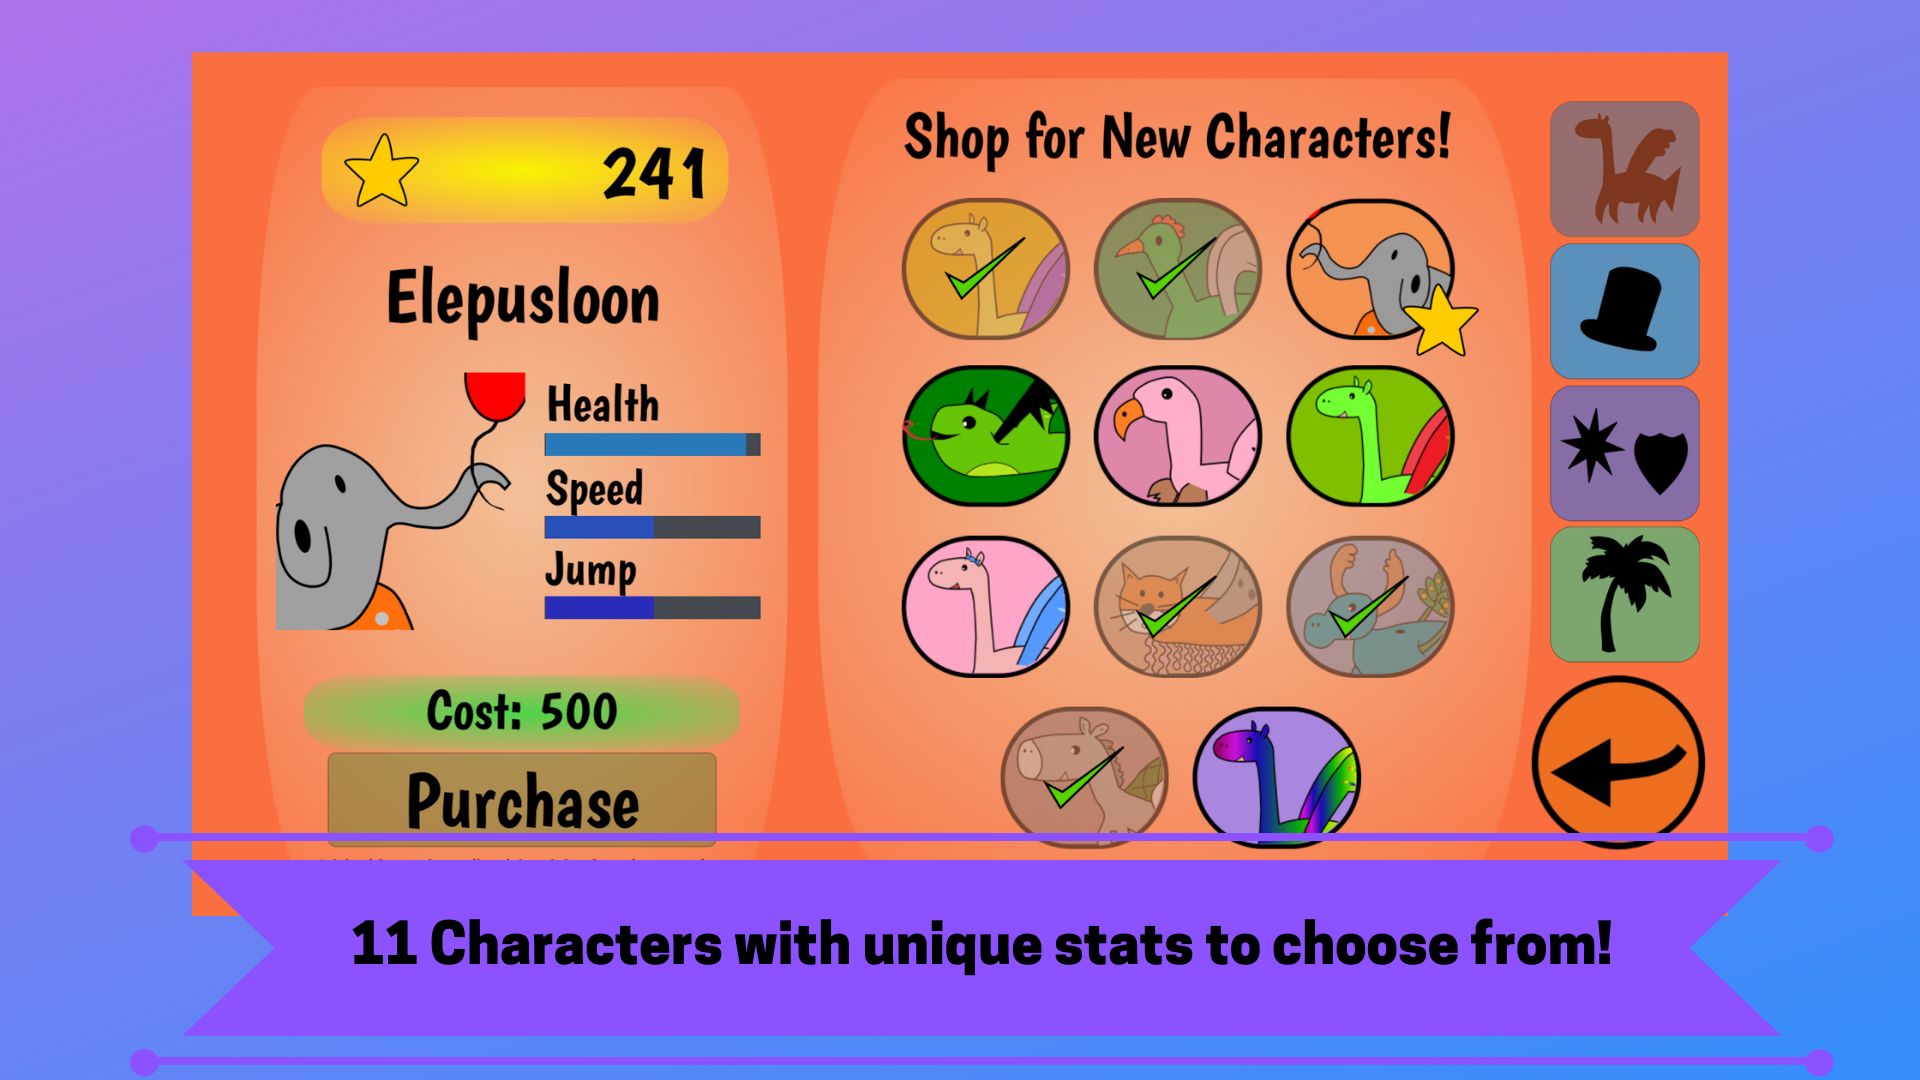 241
Elepusloon
Health
Speed
Jump
Cost: 500
Purchase
Shop for New Characters!
11 Characters with unique stats to choose from!